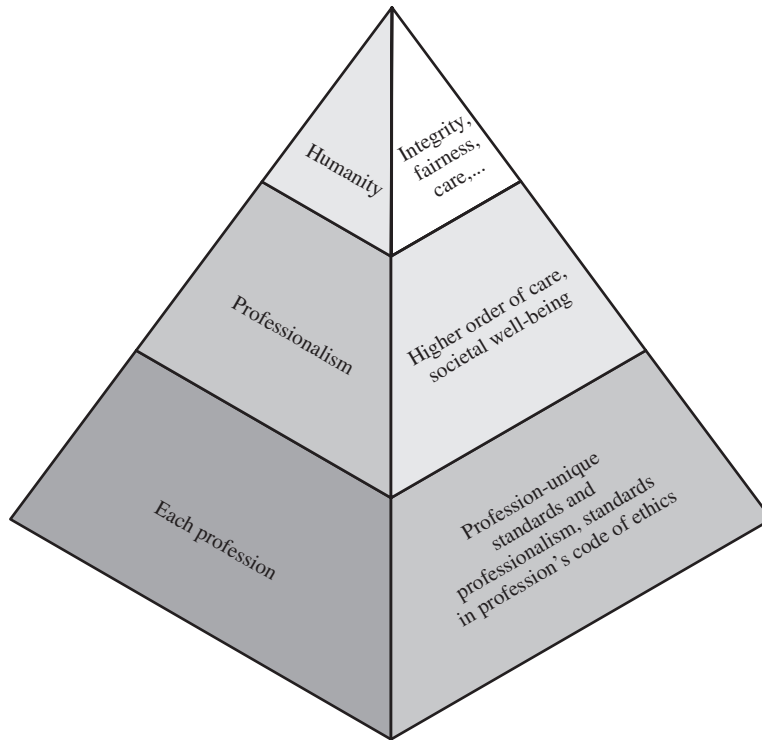 Humanity
Integrity,
fairness,
care,...
Professionalism
Higher order of care,
societal well-being
Each profession
Profession-unique
standards and
professionalism, standards
in profession’s code of ethics